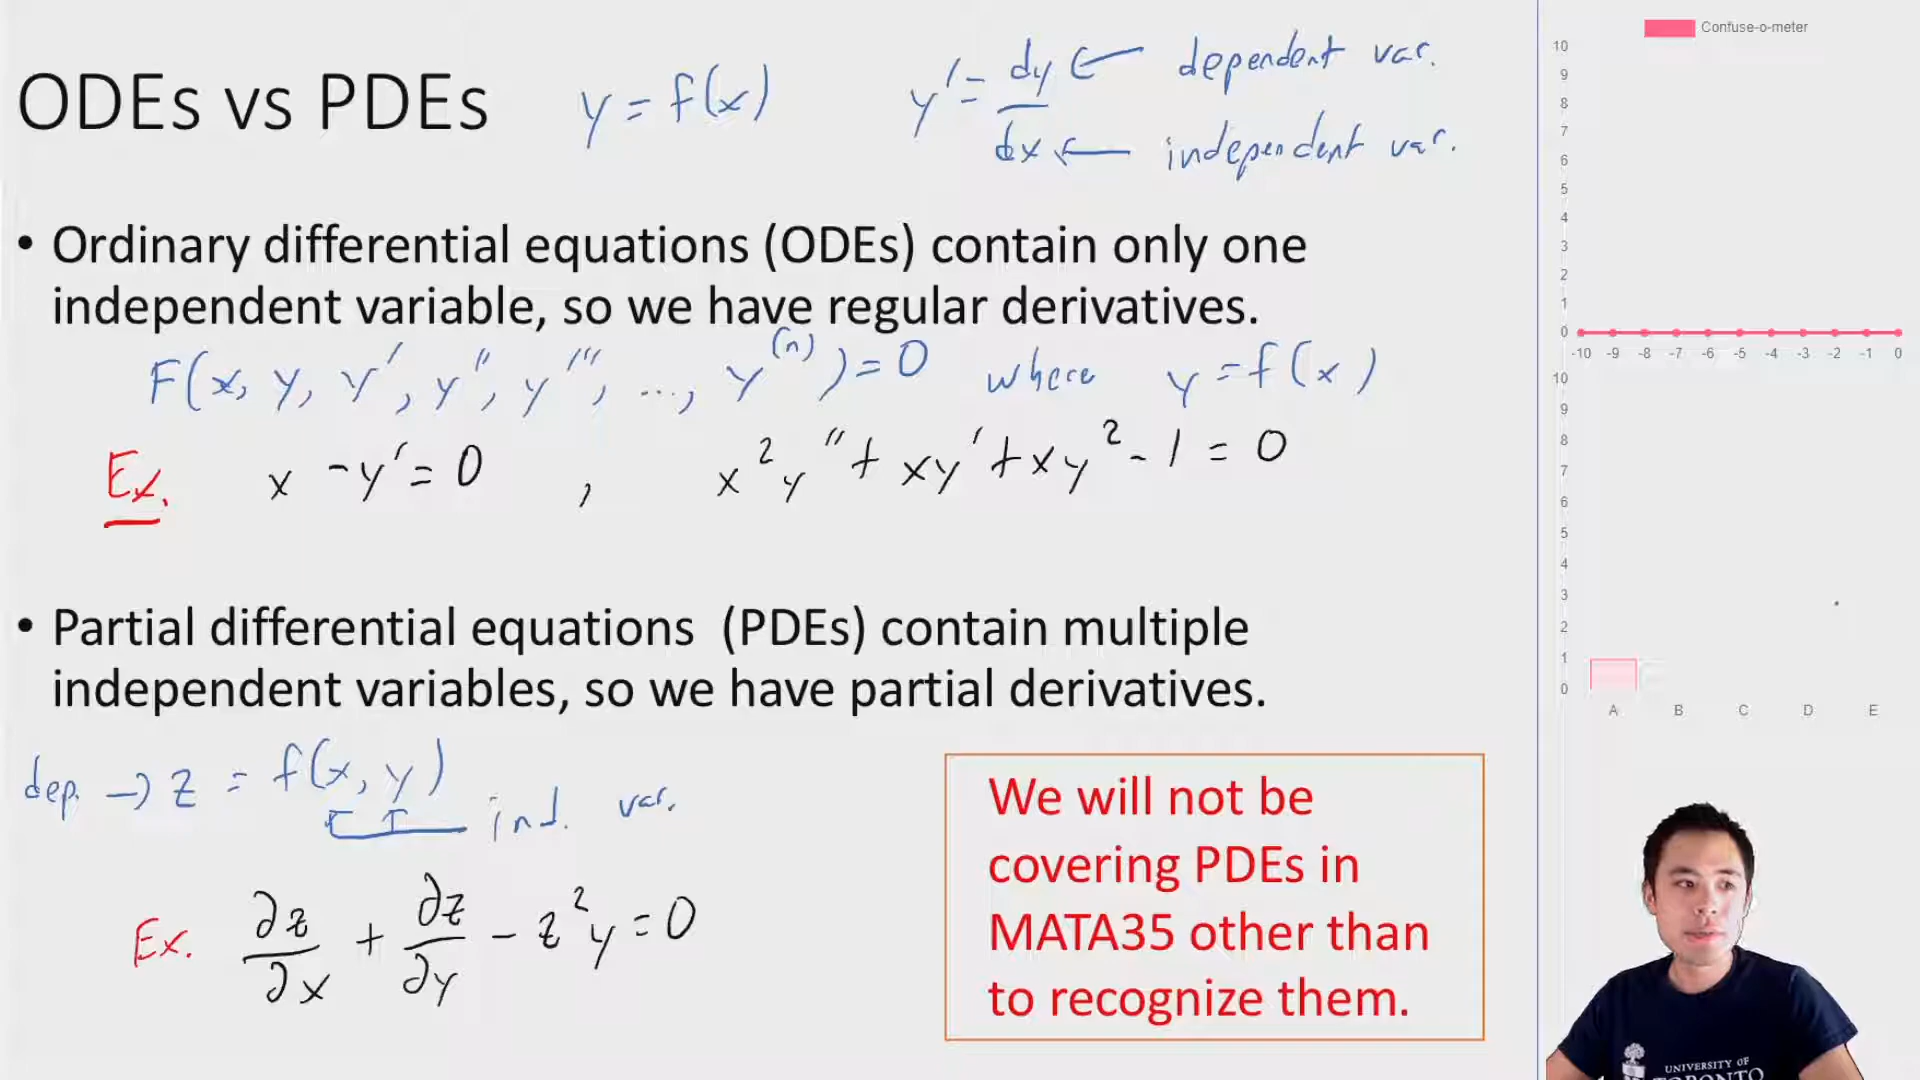 ODEs vs PDEs
y = f(x)
y' = dy/dx
← dependent var.
← independent var.
• Ordinary differential equations (ODEs) contain only one
independent variable, so we have regular derivatives.
F(x, y, y', y'', y''', ..., y⁽ⁿ⁾) = 0 where y = f(x)
Ex. x - y' = 0 , x²y'' + xy' + xy² - 1 = 0
• Partial differential equations (PDEs) contain multiple
independent variables, so we have partial derivatives.
dep. → z = f(x, y)
ind. var.
Ex. ∂z/∂x + ∂z/∂y - z²y = 0
We will not be
covering PDEs in
MATA35 other than
to recognize them.
Confuse-o-meter
10
9
8
7
6
5
4
3
2
1
0
-10 -9 -8 -7 -6 -5 -4 -3 -2 -1 0
10
9
8
7
6
5
4
3
2
1
0
A B C D E
UNIVERSITY OF
TORONTO